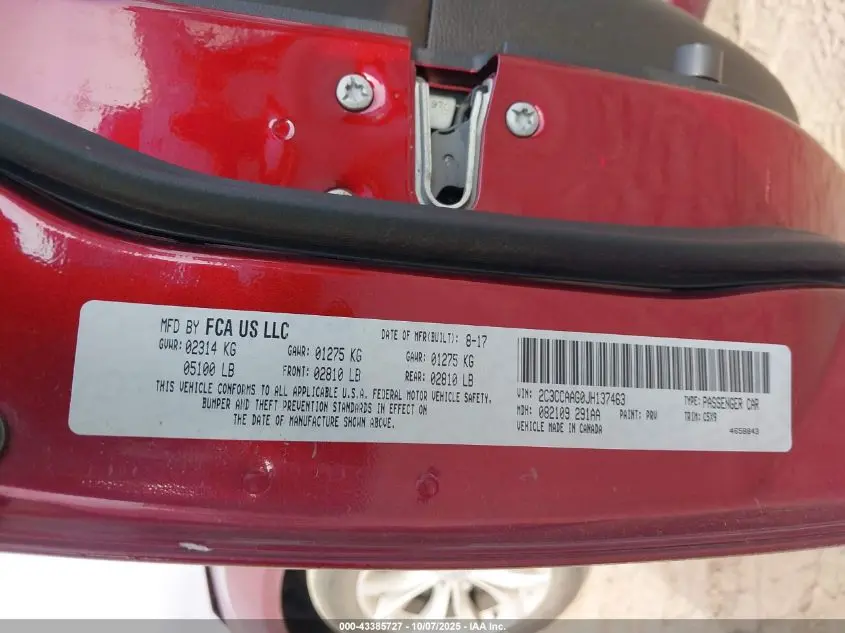 MFD BY FCA US LLC
DATE OF MFR(BUILT): 8-17
GVWR: 02314 KG
GAWR: 01275 KG
GAWR: 01275 KG
05100 LB
FRONT: 02810 LB
REAR: 02810 LB
THIS VEHICLE CONFORMS TO ALL APPLICABLE U.S.A. FEDERAL MOTOR VEHICLE SAFETY,
BUMPER AND THEFT PREVENTION STANDARDS IN EFFECT ON
THE DATE OF MANUFACTURE SHOWN ABOVE.
VIN: 2C3CCAAG0JH137463
TYPE: PASSENGER CAR
MDH: 082109 291AA
PAINT: PRV
TRIM: C5X9
VEHICLE MADE IN CANADA
4658843
000-43385727 - 10/07/2025 - IAA Inc.